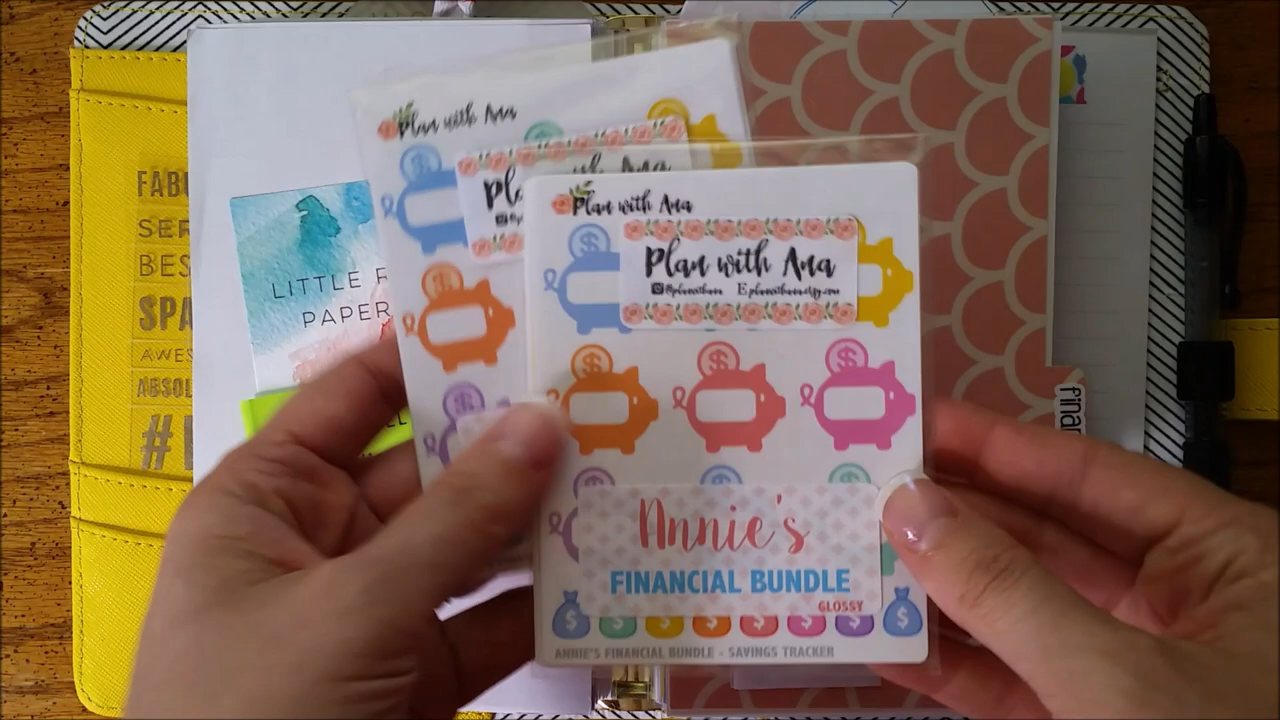 FAB
SER
BES
SPA
AWES
ABSOL
#
LITTLE F
PAPER
Plan with Ana
Plan with Ana
Plan with Ana
Annie's
FINANCIAL BUNDLE
GLOSSY
ANNIE'S FINANCIAL BUNDLE - SAVINGS TRACKER
finan